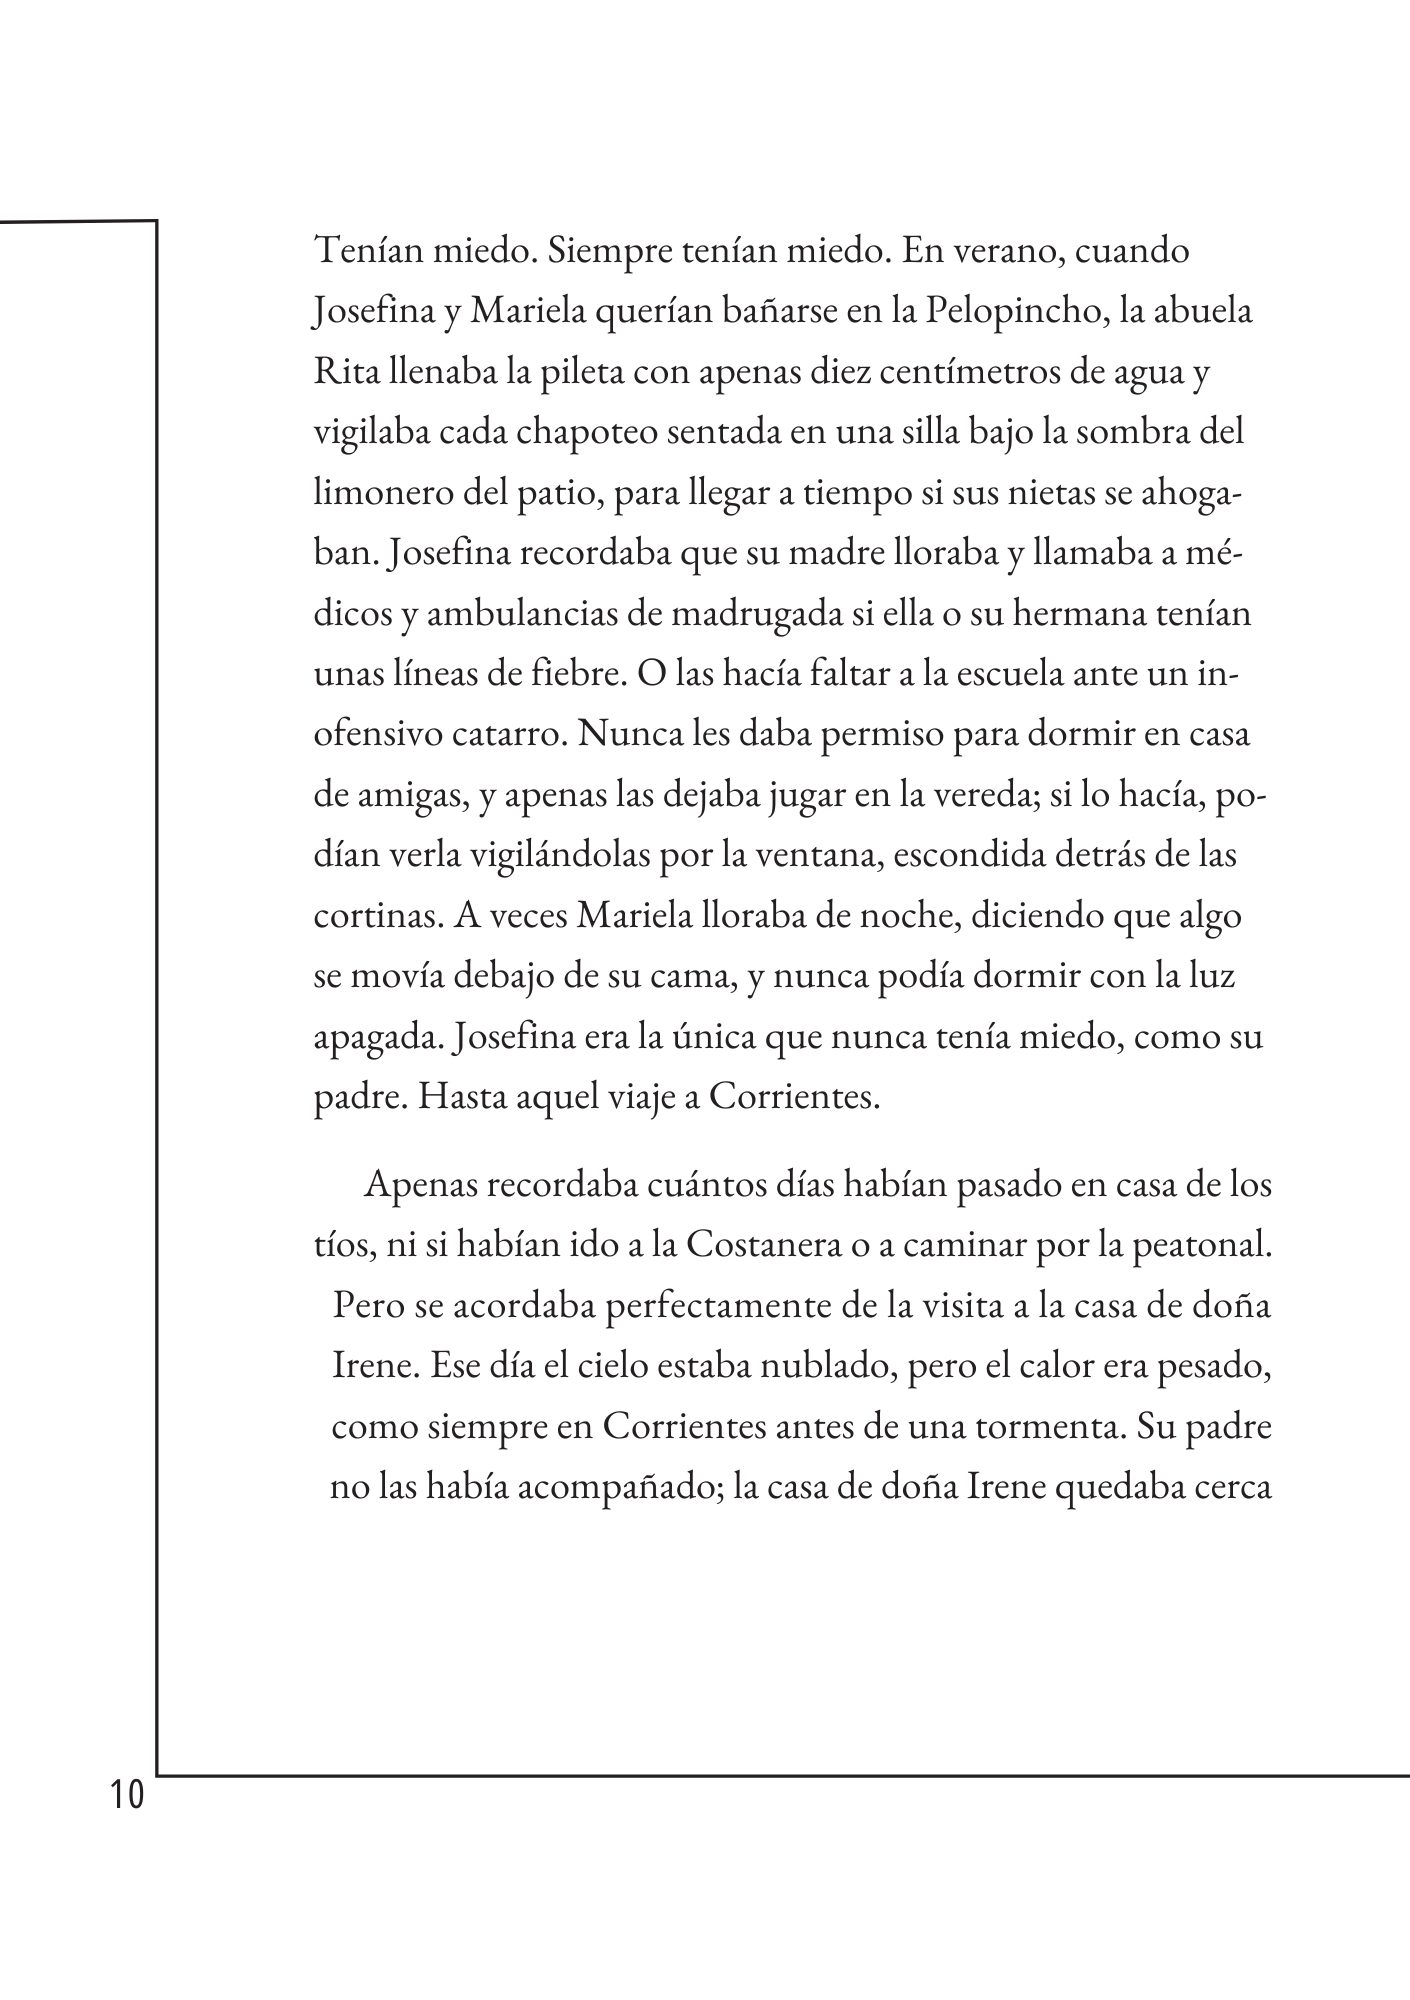 Tenían miedo. Siempre tenían miedo. En verano, cuando
Josefina y Mariela querían bañarse en la Pelopincho, la abuela
Rita llenaba la pileta con apenas diez centímetros de agua y
vigilaba cada chapoteo sentada en una silla bajo la sombra del
limonero del patio, para llegar a tiempo si sus nietas se ahoga-
ban. Josefina recordaba que su madre lloraba y llamaba a mé-
dicos y ambulancias de madrugada si ella o su hermana tenían
unas líneas de fiebre. O las hacía faltar a la escuela ante un in-
ofensivo catarro. Nunca les daba permiso para dormir en casa
de amigas, y apenas las dejaba jugar en la vereda; si lo hacía, po-
dían verla vigilándolas por la ventana, escondida detrás de las
cortinas. A veces Mariela lloraba de noche, diciendo que algo
se movía debajo de su cama, y nunca podía dormir con la luz
apagada. Josefina era la única que nunca tenía miedo, como su
padre. Hasta aquel viaje a Corrientes.
Apenas recordaba cuántos días habían pasado en casa de los
tíos, ni si habían ido a la Costanera o a caminar por la peatonal.
Pero se acordaba perfectamente de la visita a la casa de doña
Irene. Ese día el cielo estaba nublado, pero el calor era pesado,
como siempre en Corrientes antes de una tormenta. Su padre
no las había acompañado; la casa de doña Irene quedaba cerca
10